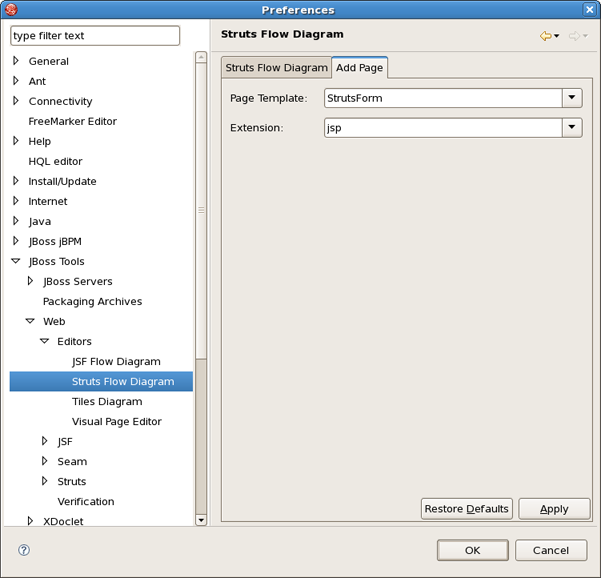 Preferences
type filter text
General
Ant
Connectivity
FreeMarker Editor
Help
HQL editor
Install/Update
Internet
Java
JBoss jBPM
JBoss Tools
JBoss Servers
Packaging Archives
Web
Editors
JSF Flow Diagram
Struts Flow Diagram
Tiles Diagram
Visual Page Editor
JSF
Seam
Struts
Verification
XDoclet
Struts Flow Diagram
Struts Flow Diagram Add Page
Page Template: StrutsForm
Extension: jsp
Restore Defaults Apply
OK Cancel